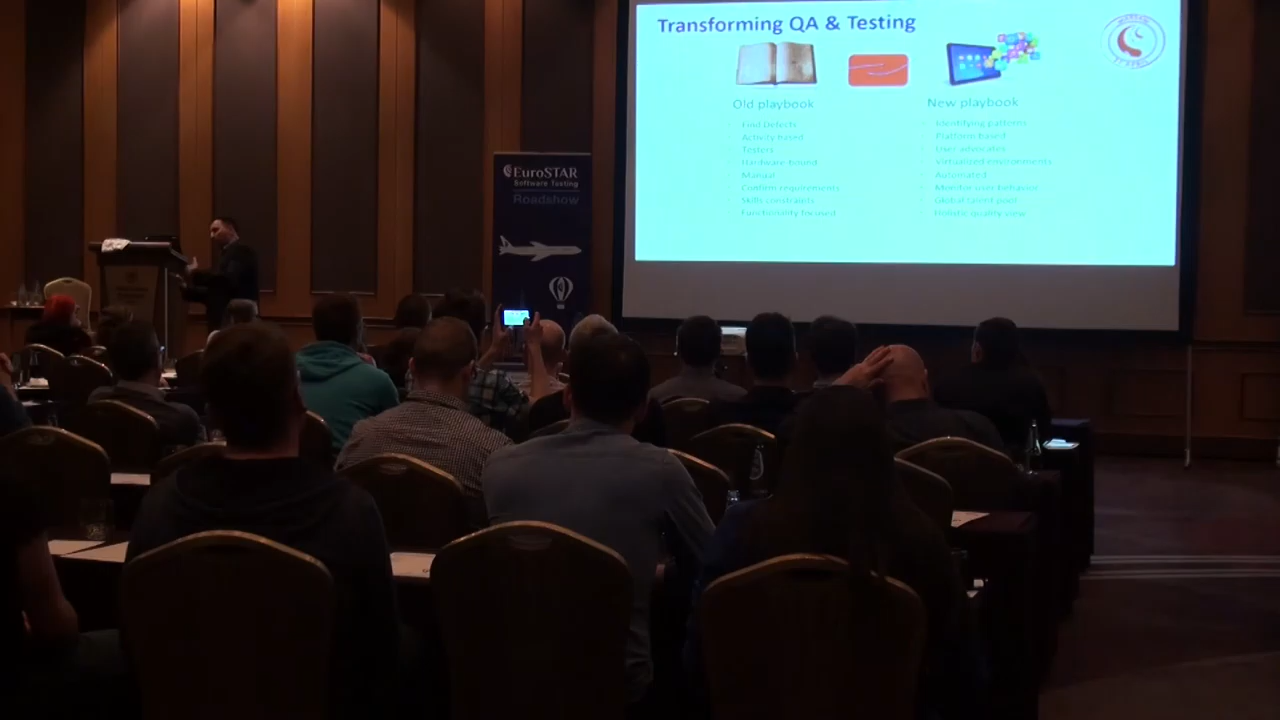 Transforming QA & Testing
Old playbook
Find Defects
Activity based
Testers
Hardware bound
Manual
Confirm requirements
Skills constraints
Functionality focused
New playbook
Identifying patterns
Platform based
User advocates
Virtualized environments
Automated
Monitor user behavior
Global talent pool
Holistic quality view
EuroSTAR
Software Testing
Roadshow